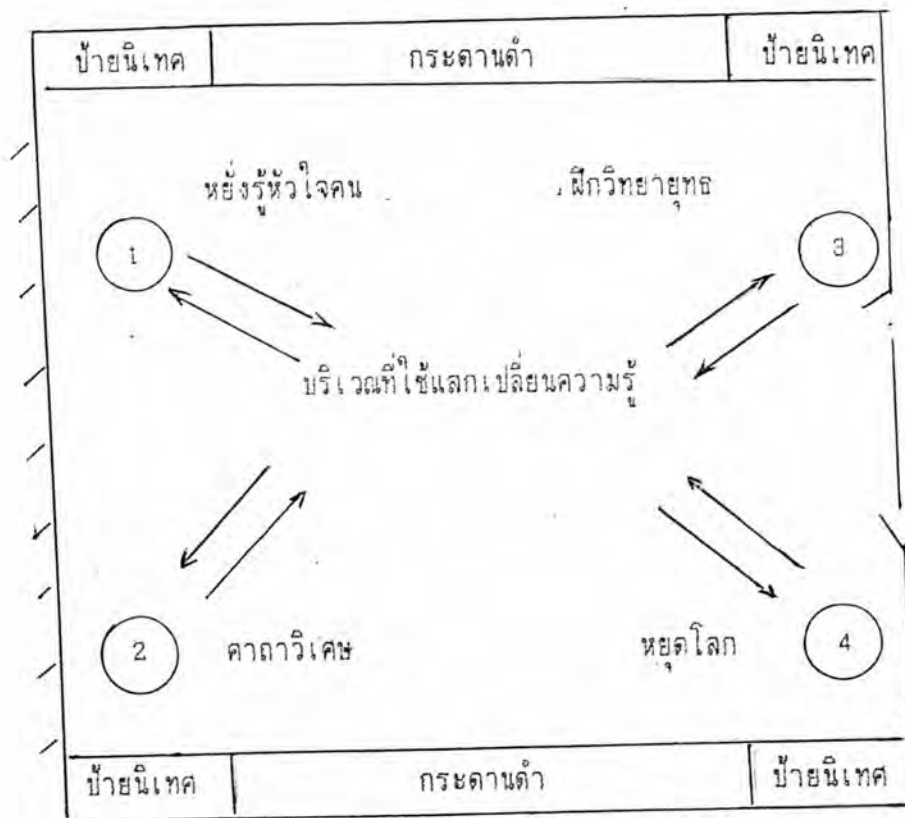 ป้ายนิเทศ กระดานดำ ป้ายนิเทศ
หยั่งรู้หัวใจคน ฝึกวิทยายุทธ
1 3
บริเวณที่ใช้แลกเปลี่ยนความรู้
2 คาถาวิเศษ หยุดโลก 4
ป้ายนิเทศ กระดานดำ ป้ายนิเทศ